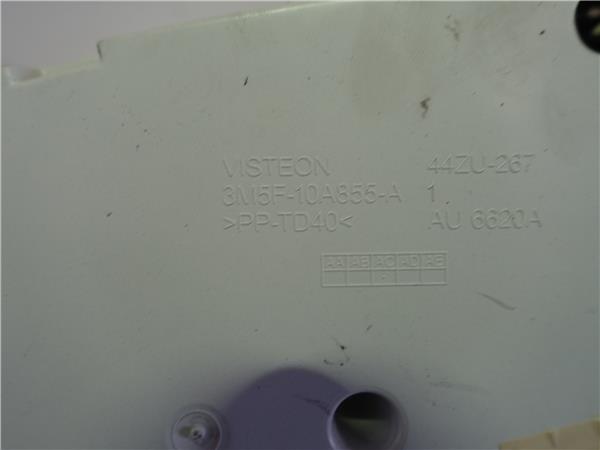 VISTEON 44ZU-267
3M5F-10A855-A 1
>PP-TD40< AU 6620A
AA AB AC AD AE